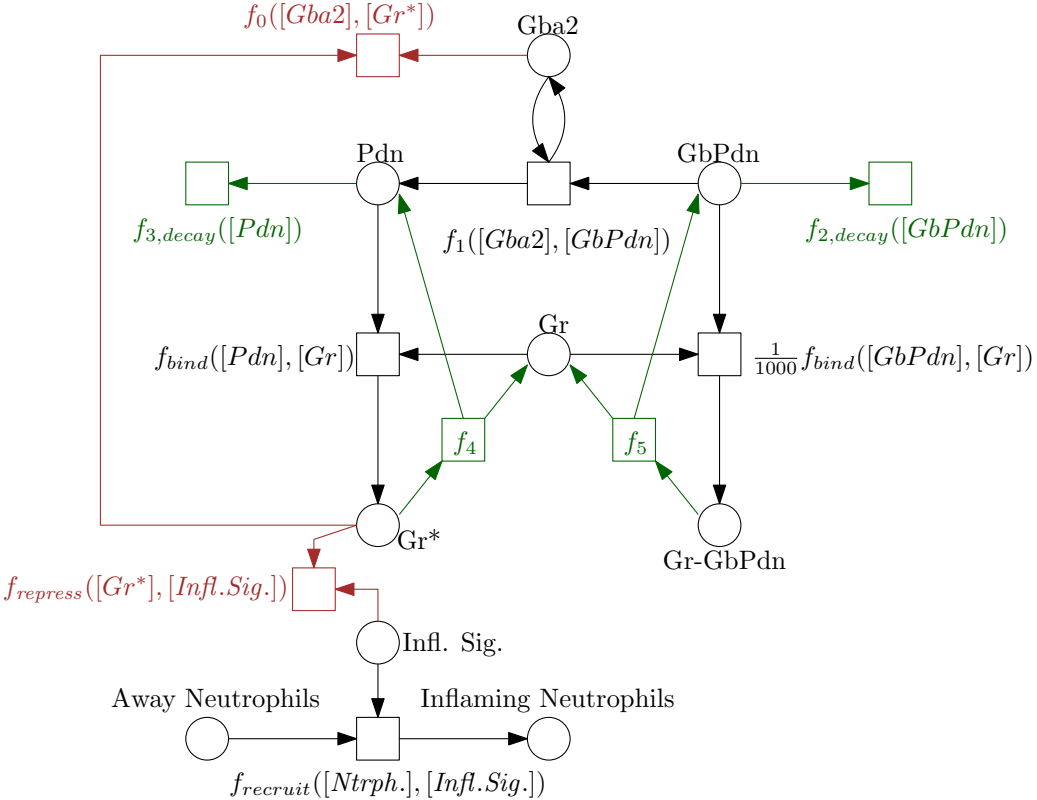 f_0([Gba2], [Gr*])
Gba2
Pdn
GbPdn
f_{3,decay}([Pdn])
f_1([Gba2], [GbPdn])
f_{2,decay}([GbPdn])
Gr
f_{bind}([Pdn], [Gr])
\frac{1}{1000} f_{bind}([GbPdn], [Gr])
f_4
f_5
Gr*
Gr-GbPdn
f_{repress}([Gr*], [Infl.Sig.])
Infl. Sig.
Away Neutrophils
Inflaming Neutrophils
f_{recruit}([Ntrph.], [Infl.Sig.])